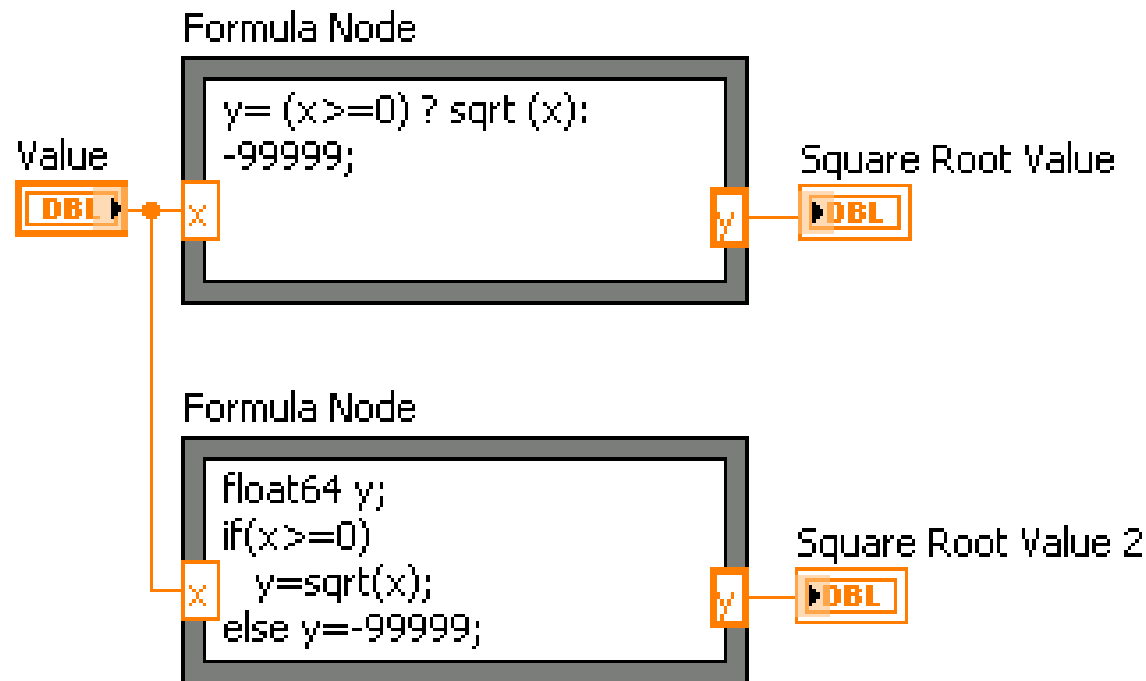 Formula Node
y= (x>=0) ? sqrt (x):
-99999;
Value
DBL
x
y
Square Root Value
DBL
Formula Node
float64 y;
if(x>=0)
y=sqrt(x);
else y=-99999;
x
y
Square Root Value 2
DBL